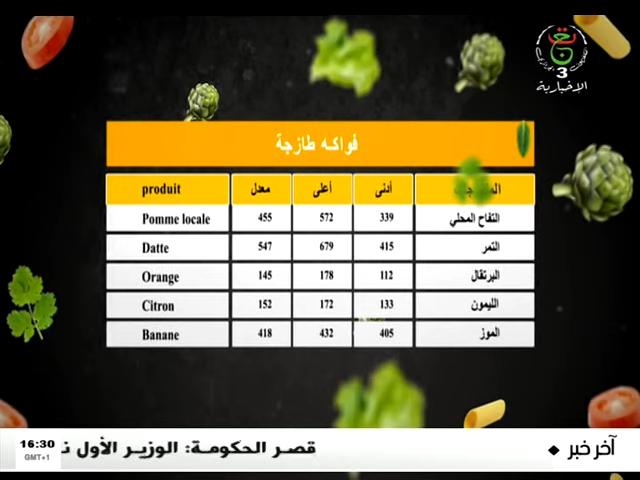 3
الإخبارية
فواكه طازجة
produit معدل أعلى أدنى
Pomme locale 455 572 339 التفاح المحلي
Datte 547 679 415 التمر
Orange 145 178 112 البرتقال
Citron 152 172 133 الليمون
Banane 418 432 405 الموز
آخر خبر ◆ قصر الحكومة: الوزير الأول
16:30
GMT+1